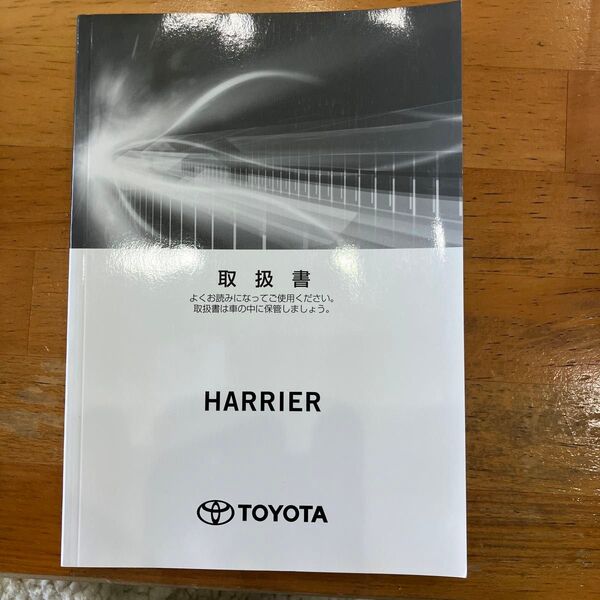 取扱書
よくお読みになってご使用ください。
取扱書は車の中に保管しましょう。
HARRIER
TOYOTA